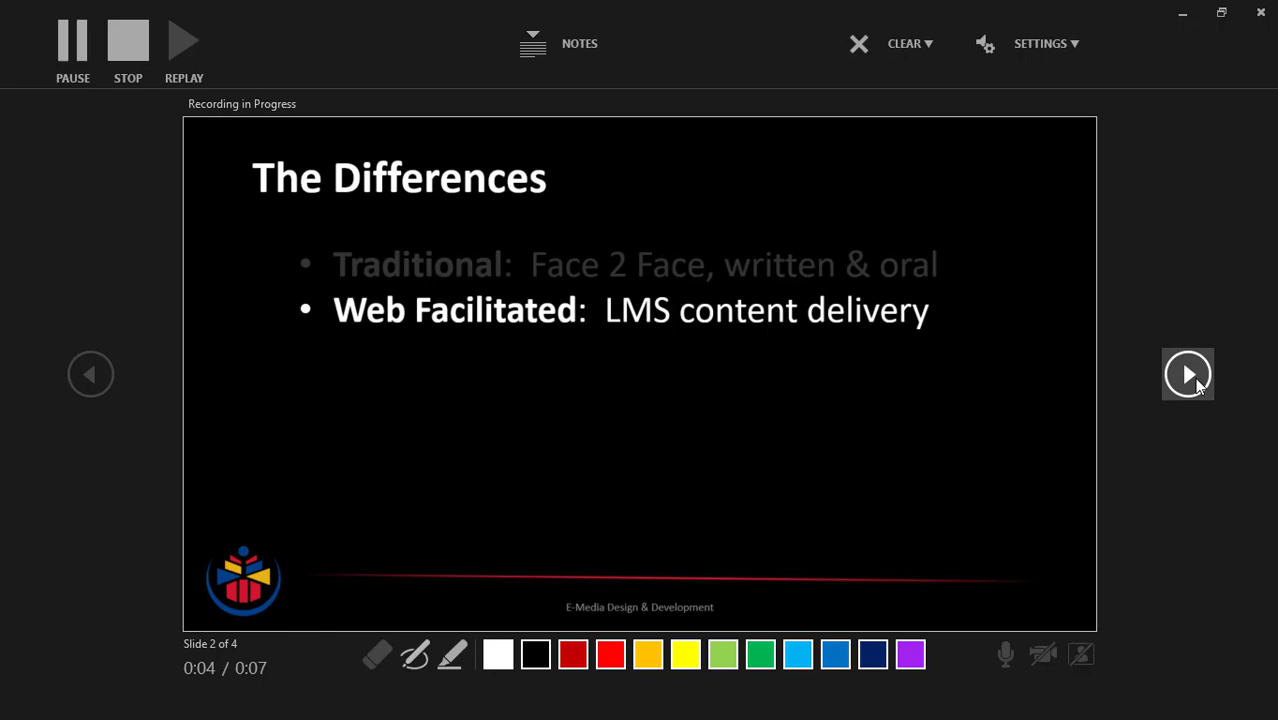 PAUSE STOP REPLAY NOTES CLEAR SETTINGS
Recording in Progress
The Differences
• Traditional: Face 2 Face, written & oral
• Web Facilitated: LMS content delivery
E-Media Design & Development
Slide 2 of 4
0:04 / 0:07